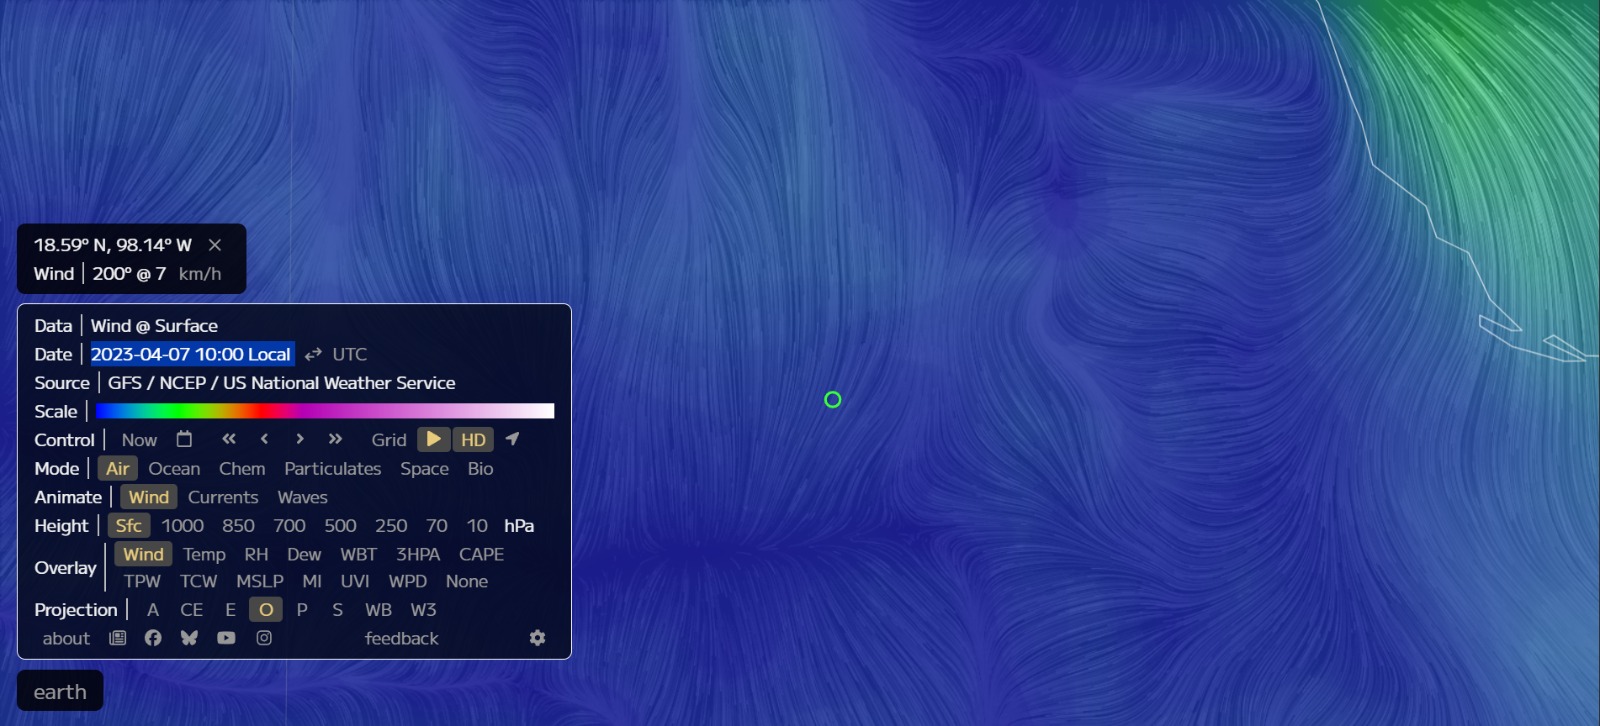 18.59° N, 98.14° W ×
Wind | 200° @ 7 km/h
Data | Wind @ Surface
Date | 2023-04-07 10:00 Local ⇄ UTC
Source | GFS / NCEP / US National Weather Service
Scale |
Control | Now « ‹ › » Grid HD
Mode | Air Ocean Chem Particulates Space Bio
Animate | Wind Currents Waves
Height | Sfc 1000 850 700 500 250 70 10 hPa
Overlay | Wind Temp RH Dew WBT 3HPA CAPE
TPW TCW MSLP MI UVI WPD None
Projection | A CE E O P S WB W3
about feedback
earth